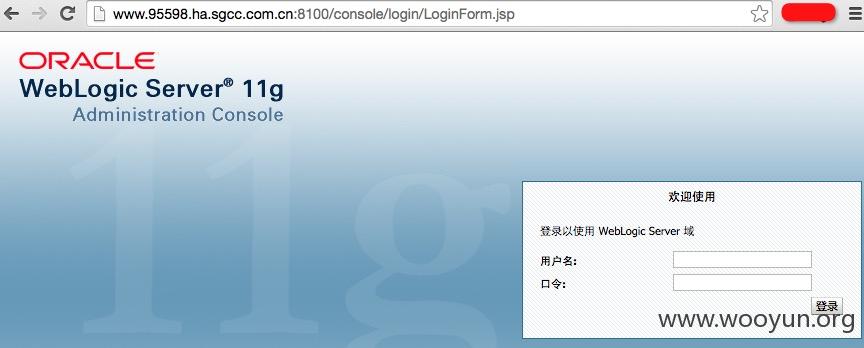 www.95598.ha.sgcc.com.cn:8100/console/login/LoginForm.jsp
ORACLE
WebLogic Server® 11g
Administration Console
11g
欢迎使用
登录以使用 WebLogic Server 域
用户名:
口令:
登录
www.wooyun.org